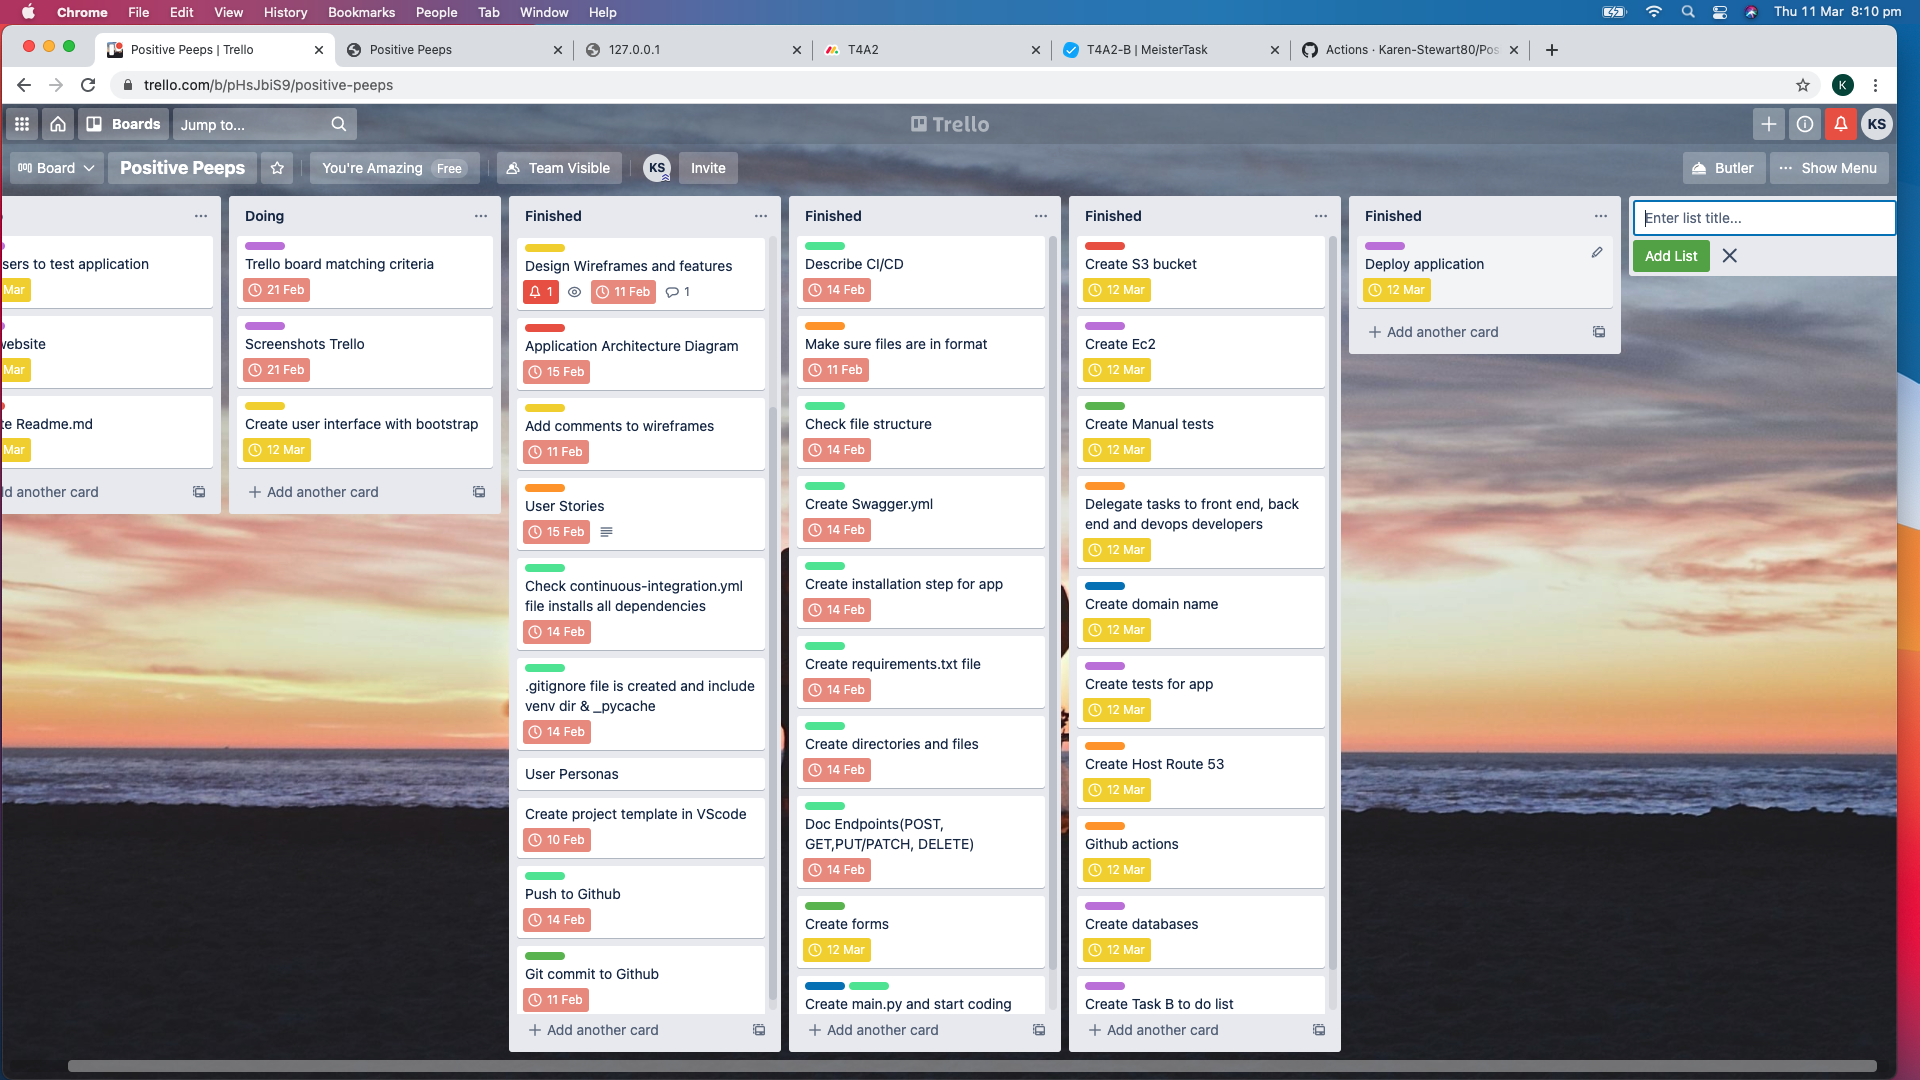 Chrome File Edit View History Bookmarks People Tab Window Help Thu 11 Mar 8:10 pm
Positive Peeps | Trello Positive Peeps 127.0.0.1 T4A2 T4A2-B | MeisterTask Actions · Karen-Stewart80/Pos
trello.com/b/pHsJbiS9/positive-peeps K
Boards Jump to... Trello KS
Board Positive Peeps You're Amazing Free Team Visible KS Invite Butler Show Menu
sers to test application
Mar
website
Mar
te Readme.md
Mar
dd another card
Doing
Trello board matching criteria
21 Feb
Screenshots Trello
21 Feb
Create user interface with bootstrap
12 Mar
Add another card
Finished
Design Wireframes and features
1 11 Feb 1
Application Architecture Diagram
15 Feb
Add comments to wireframes
11 Feb
User Stories
15 Feb
Check continuous-integration.yml
file installs all dependencies
14 Feb
.gitignore file is created and include
venv dir & _pycache
14 Feb
User Personas
Create project template in VScode
10 Feb
Push to Github
14 Feb
Git commit to Github
11 Feb
Add another card
Finished
Describe CI/CD
14 Feb
Make sure files are in format
11 Feb
Check file structure
14 Feb
Create Swagger.yml
14 Feb
Create installation step for app
14 Feb
Create requirements.txt file
14 Feb
Create directories and files
14 Feb
Doc Endpoints(POST,
GET,PUT/PATCH, DELETE)
14 Feb
Create forms
12 Mar
Create main.py and start coding
Add another card
Finished
Create S3 bucket
12 Mar
Create Ec2
12 Mar
Create Manual tests
12 Mar
Delegate tasks to front end, back
end and devops developers
12 Mar
Create domain name
12 Mar
Create tests for app
12 Mar
Create Host Route 53
12 Mar
Github actions
12 Mar
Create databases
12 Mar
Create Task B to do list
Add another card
Finished
Deploy application
12 Mar
Add another card
Enter list title...
Add List